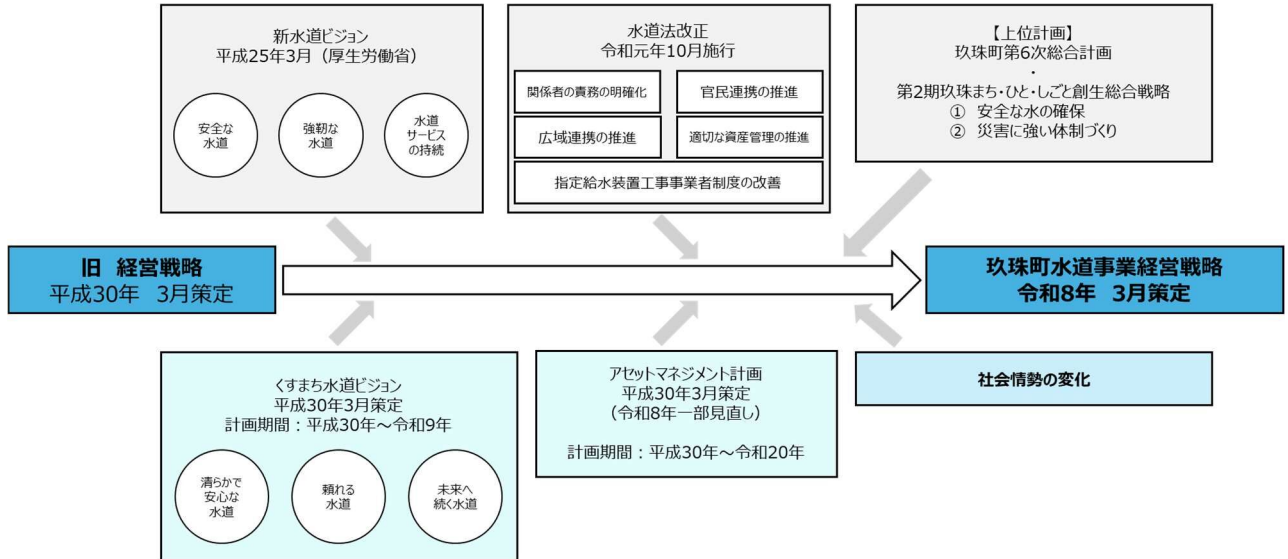 新水道ビジョン
平成25年3月（厚生労働省）
安全な
水道
強靭な
水道
水道
サービス
の持続
水道法改正
令和元年10月施行
関係者の責務の明確化
官民連携の推進
広域連携の推進
適切な資産管理の推進
指定給水装置工事事業者制度の改善
【上位計画】
玖珠町第6次総合計画
・
第2期玖珠まち・ひと・しごと創生総合戦略
① 安全な水の確保
② 災害に強い体制づくり
旧 経営戦略
平成30年 3月策定
玖珠町水道事業経営戦略
令和8年 3月策定
くすまち水道ビジョン
平成30年3月策定
計画期間：平成30年～令和9年
清らかで
安心な
水道
頼れる
水道
未来へ
続く水道
アセットマネジメント計画
平成30年3月策定
（令和8年一部見直し）
計画期間：平成30年～令和20年
社会情勢の変化